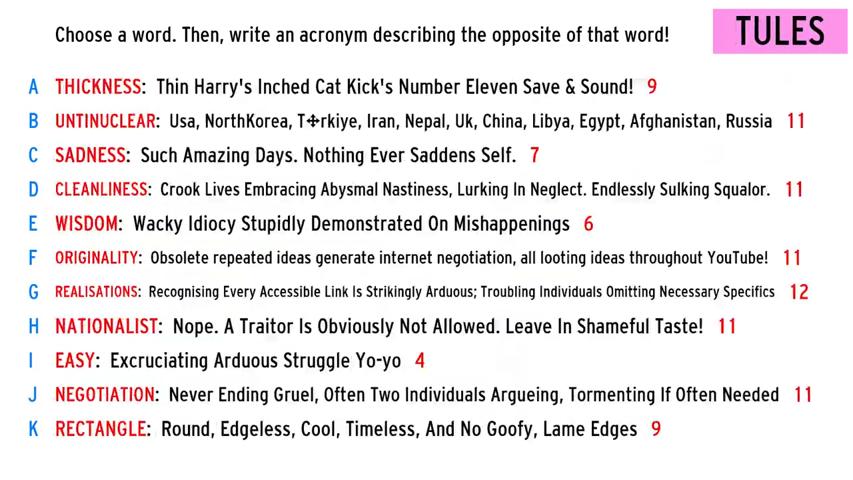 Choose a word. Then, write an acronym describing the opposite of that word!
TULES
A THICKNESS: Thin Harry's Inched Cat Kick's Number Eleven Save & Sound! 9
B UNTINUCLEAR: Usa, NorthKorea, T✢rkiye, Iran, Nepal, Uk, China, Libya, Egypt, Afghanistan, Russia 11
C SADNESS: Such Amazing Days. Nothing Ever Saddens Self. 7
D CLEANLINESS: Crook Lives Embracing Abysmal Nastiness, Lurking In Neglect. Endlessly Sulking Squalor. 11
E WISDOM: Wacky Idiocy Stupidly Demonstrated On Mishappenings 6
F ORIGINALITY: Obsolete repeated ideas generate internet negotiation, all looting ideas throughout YouTube! 11
G REALISATIONS: Recognising Every Accessible Link Is Strikingly Arduous; Troubling Individuals Omitting Necessary Specifics 12
H NATIONALIST: Nope. A Traitor Is Obviously Not Allowed. Leave In Shameful Taste! 11
I EASY: Excruciating Arduous Struggle Yo-yo 4
J NEGOTIATION: Never Ending Gruel, Often Two Individuals Argueing, Tormenting If Often Needed 11
K RECTANGLE: Round, Edgeless, Cool, Timeless, And No Goofy, Lame Edges 9